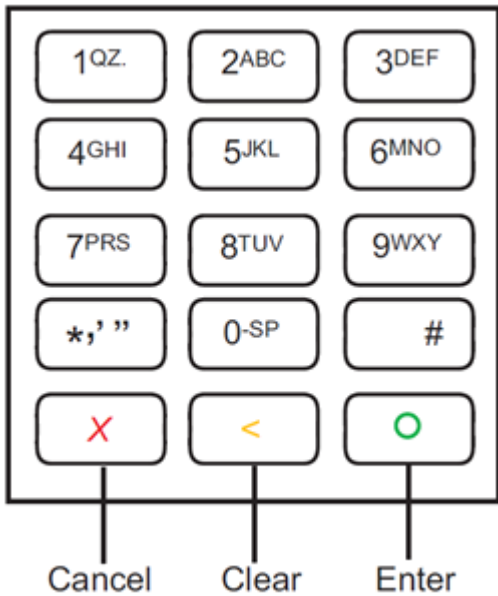 1QZ. 2ABC 3DEF
4GHI 5JKL 6MNO
7PRS 8TUV 9WXY
*,' " 0-SP #
X < O
Cancel Clear Enter